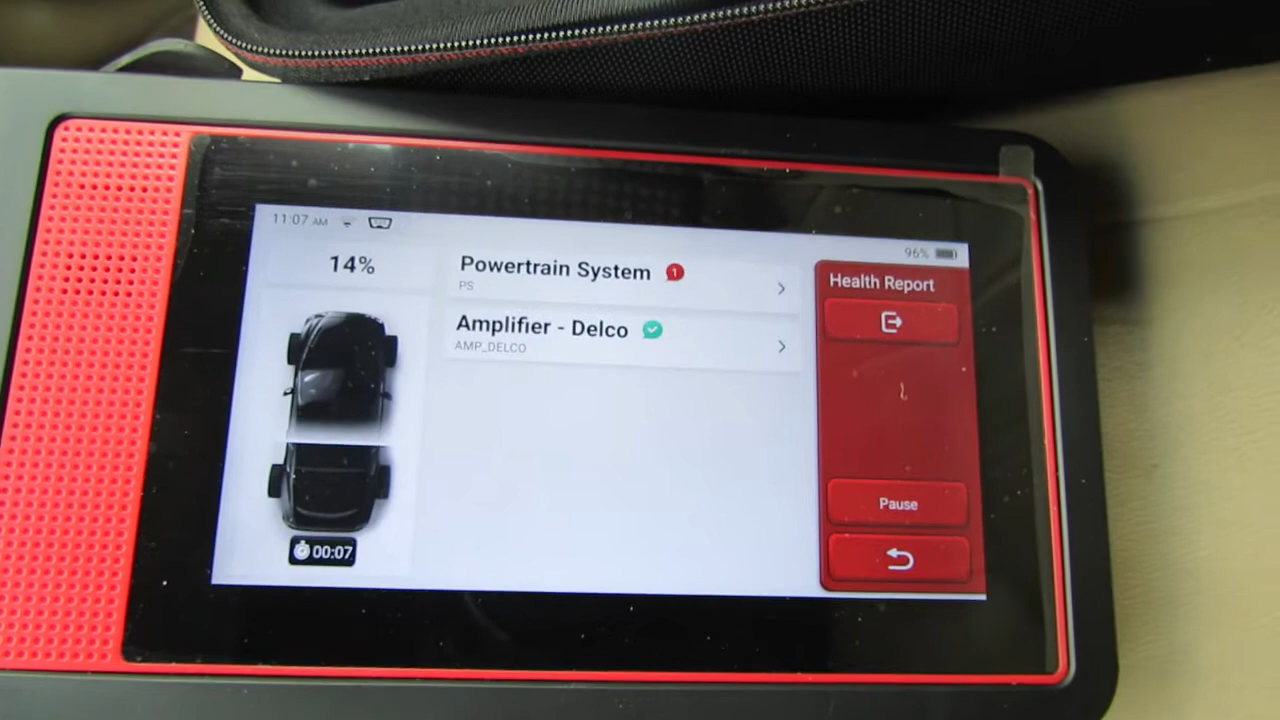 11:07 AM
96%
14%
Powertrain System 1
PS
Amplifier - Delco
AMP_DELCO
00:07
Health Report
Pause